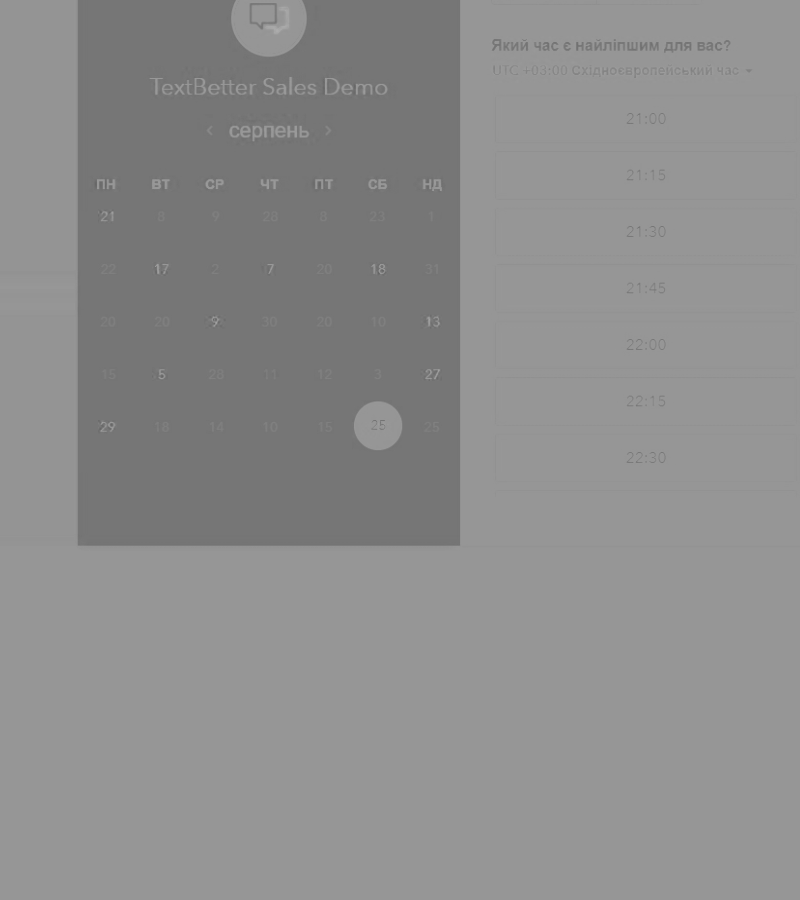 TextBetter Sales Demo
серпень
ПН ВТ СР ЧТ ПТ СБ НД
21 8 9 28 8 23 1
22 17 2 7 20 18 31
20 20 9 30 20 10 13
15 5 28 11 12 3 27
29 18 14 10 15 25 25
Який час є найліпшим для вас?
UTC +03:00 Східноєвропейський час
21:00
21:15
21:30
21:45
22:00
22:15
22:30